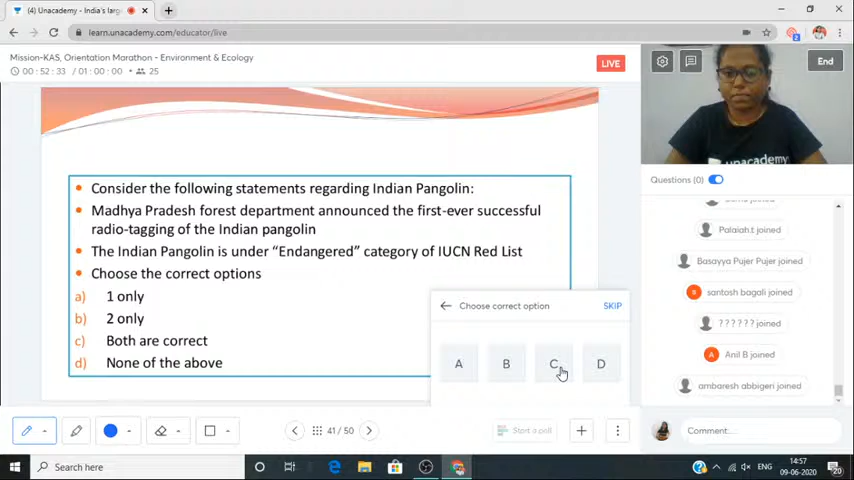 (4) Unacademy - India's larg
learn.unacademy.com/educator/live
2
Mission-KAS, Orientation Marathon - Environment & Ecology
00 : 52 : 33 / 01 : 00 : 00 • 25
LIVE
End
Consider the following statements regarding Indian Pangolin:
Madhya Pradesh forest department announced the first-ever successful
radio-tagging of the Indian pangolin
The Indian Pangolin is under "Endangered" category of IUCN Red List
Choose the correct options
a) 1 only
b) 2 only
c) Both are correct
d) None of the above
Choose correct option
SKIP
A B C D
unacademy
Questions (0)
joined
Palaiah.t joined
Basayya Pujer Pujer joined
santosh bagali joined
? ? ? ? ? ? joined
A Anil B joined
ambaresh abbigeri joined
41 / 50
Start a poll
Comment...
Search here
ENG
14:57
09-06-2020
20